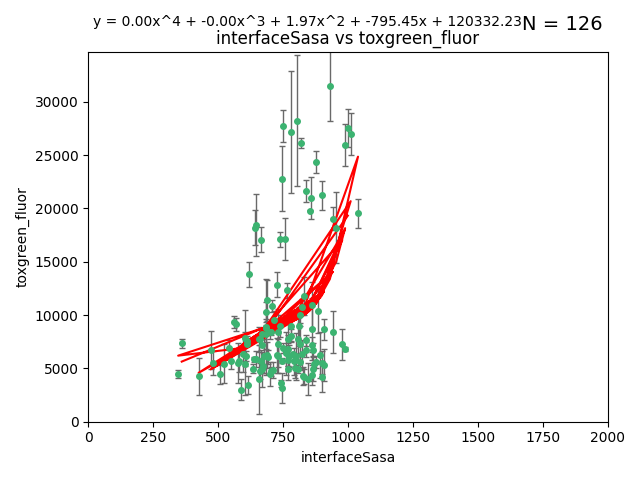 y = 0.00x^4 + -0.00x^3 + 1.97x^2 + -795.45x + 120332.23
N = 126
interfaceSasa vs toxgreen_fluor
toxgreen_fluor
30000
25000
20000
15000
10000
5000
0
0 250 500 750 1000 1250 1500 1750 2000
interfaceSasa